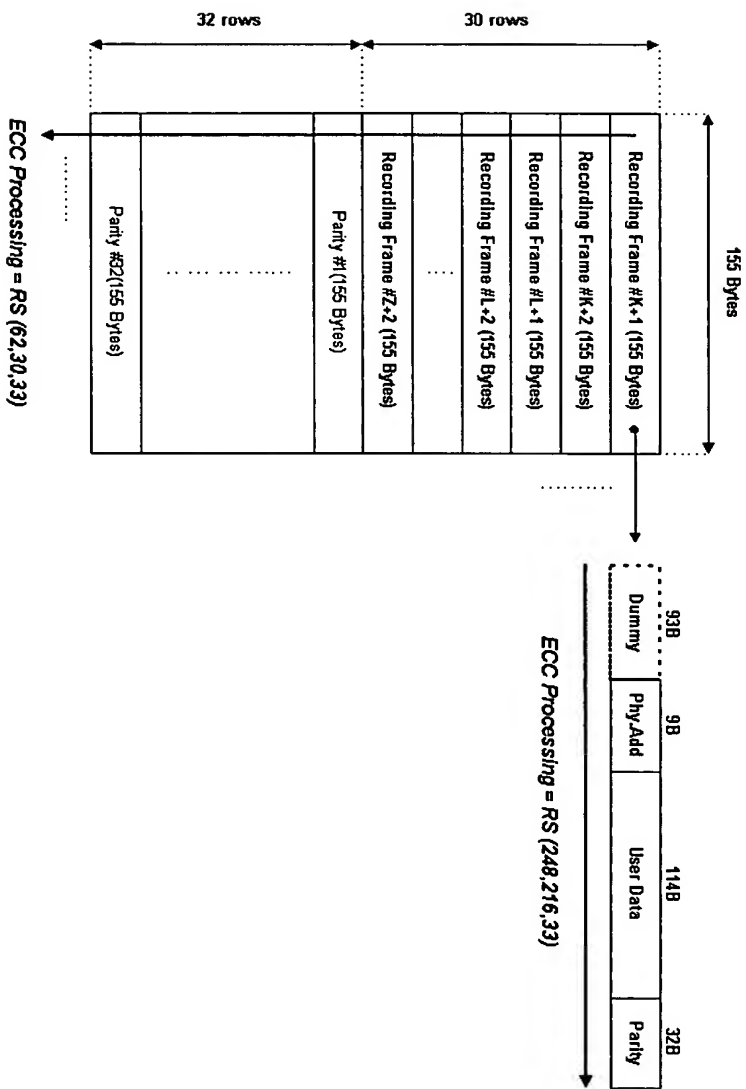 155 Bytes
30 rows
32 rows
Recording Frame #K+1 (155 Bytes)
Recording Frame #K+2 (155 Bytes)
Recording Frame #L+1 (155 Bytes)
Recording Frame #L+2 (155 Bytes)
Recording Frame #Z+2 (155 Bytes)
Parity #1(155 Bytes)
Parity #32(155 Bytes)
ECC Processing = RS (62,30,33)
93B 9B 114B 32B
Dummy Phy.Add User Data Parity
ECC Processing = RS (248,216,33)